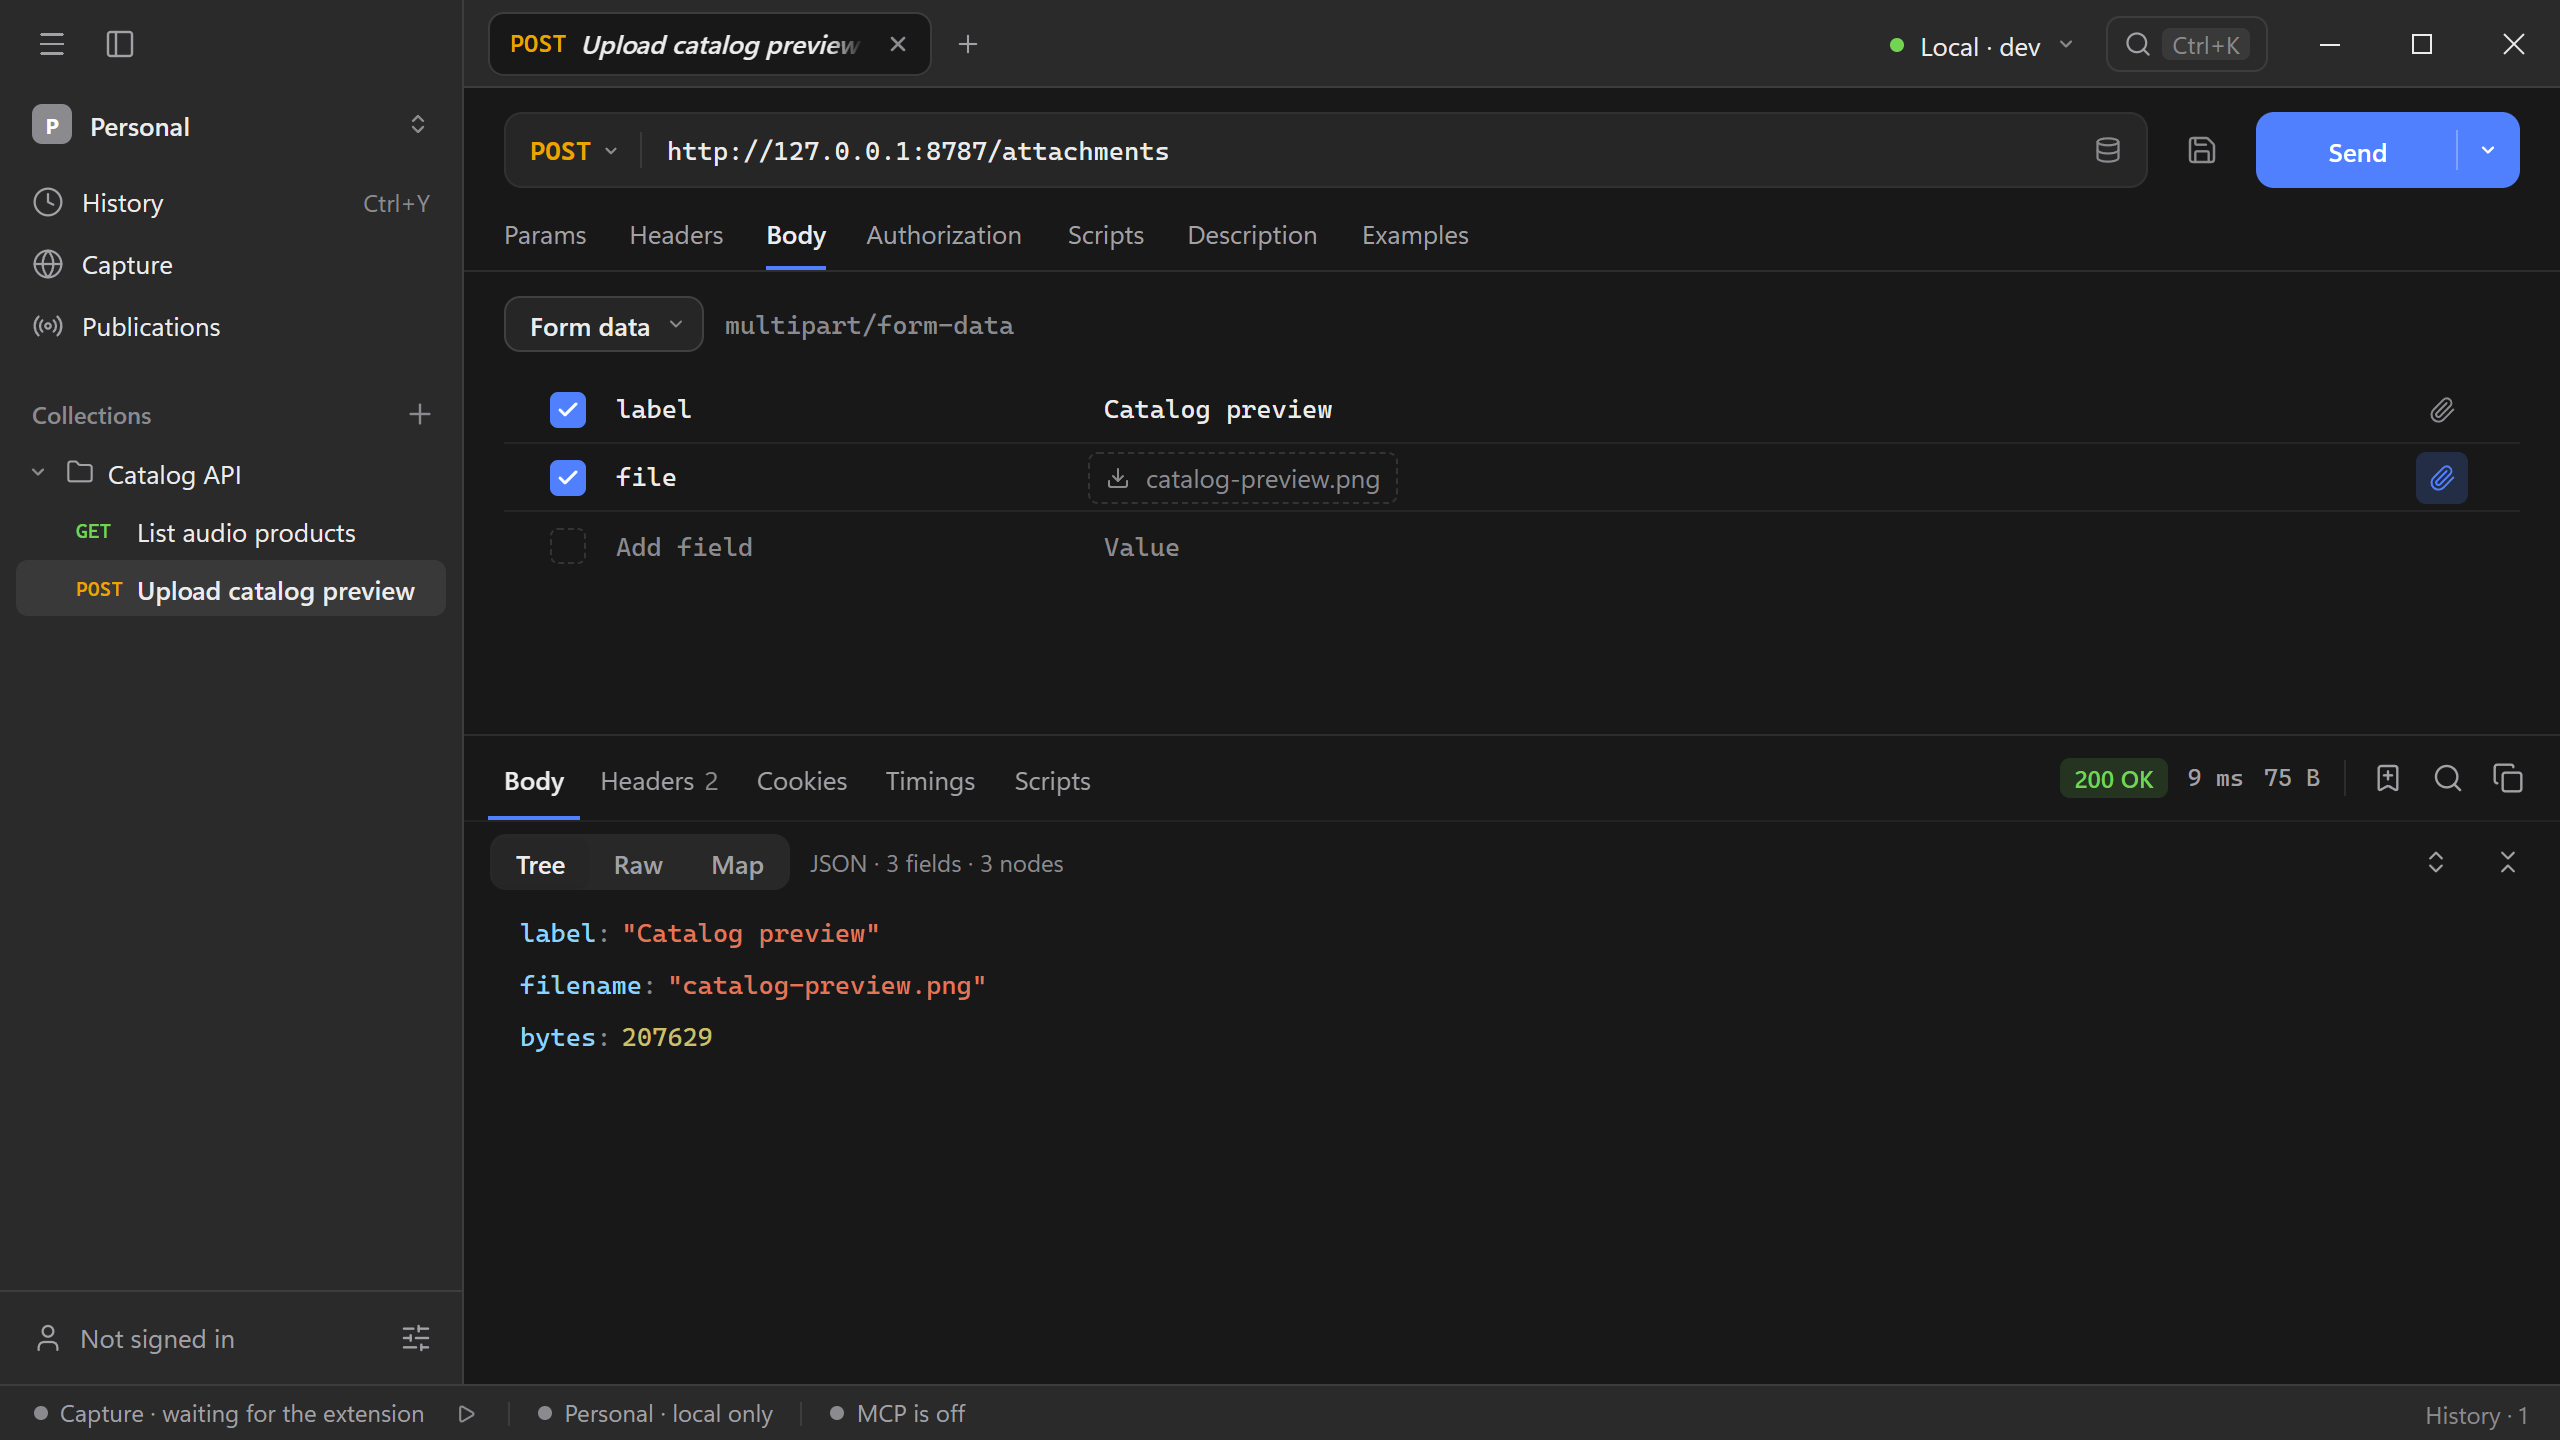 POST Upload catalog preview
Local · dev
Ctrl+K
P Personal
History Ctrl+Y
Capture
Publications
Collections
Catalog API
GET List audio products
POST Upload catalog preview
Not signed in
POST http://127.0.0.1:8787/attachments
Send
Params Headers Body Authorization Scripts Description Examples
Form data multipart/form-data
label Catalog preview
file catalog-preview.png
Add field Value
Body Headers 2 Cookies Timings Scripts
200 OK 9 ms 75 B
Tree Raw Map JSON · 3 fields · 3 nodes
label: "Catalog preview"
filename: "catalog-preview.png"
bytes: 207629
Capture · waiting for the extension Personal · local only MCP is off History · 1